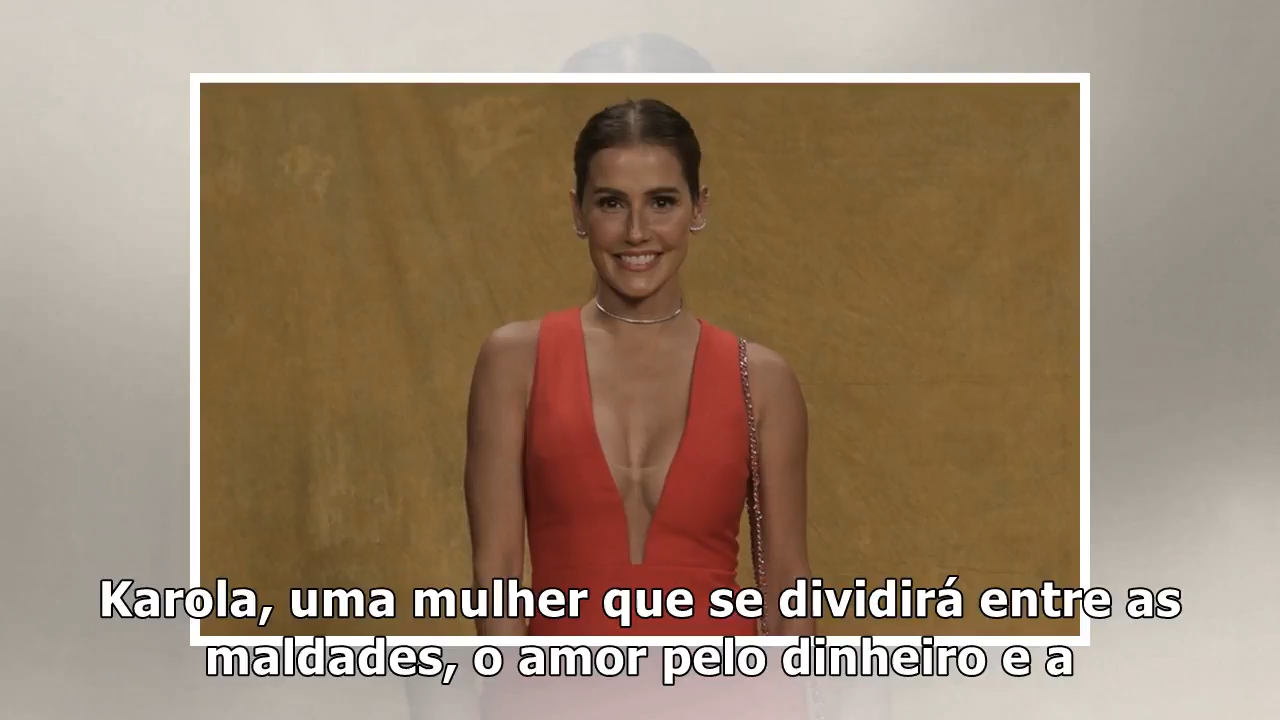 Karola, uma mulher que se dividirá entre as
maldades, o amor pelo dinheiro e a